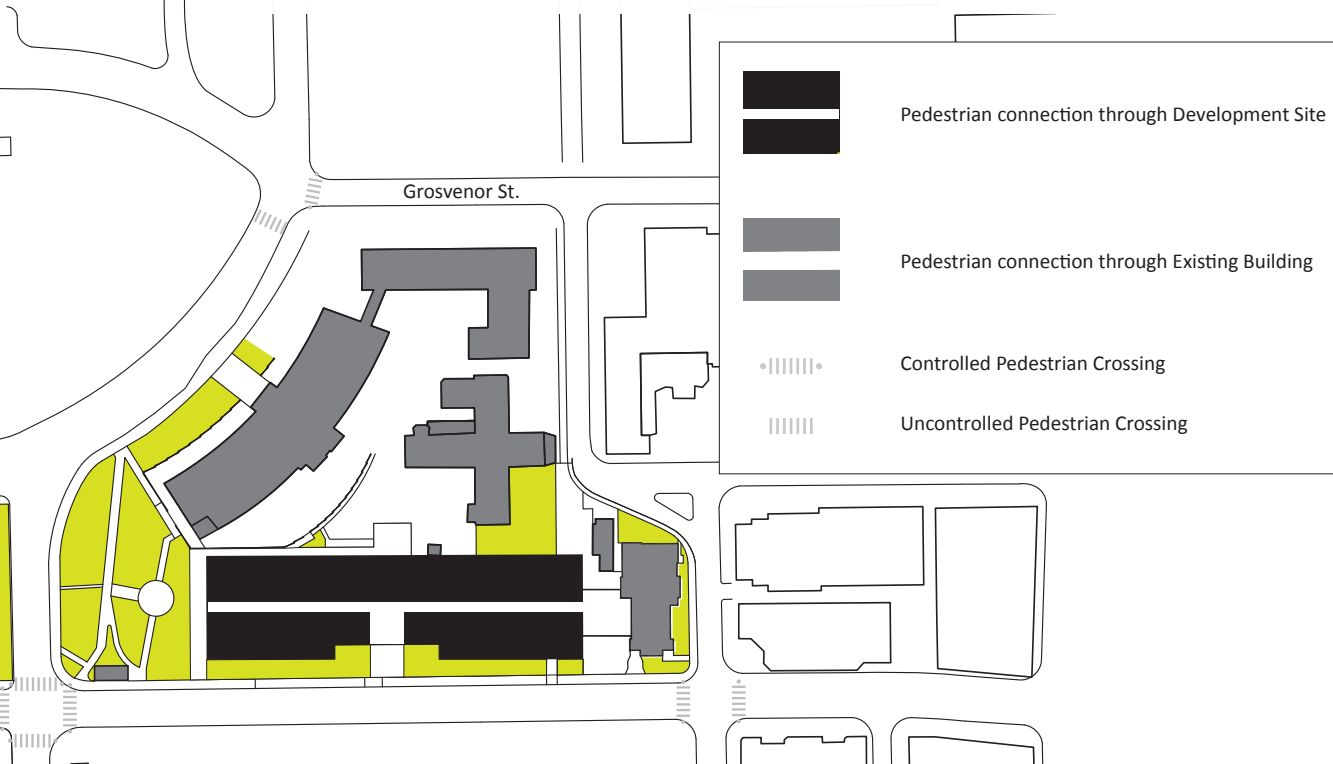 Pedestrian connection through Development Site
Grosvenor St.
Pedestrian connection through Existing Building
Controlled Pedestrian Crossing
Uncontrolled Pedestrian Crossing